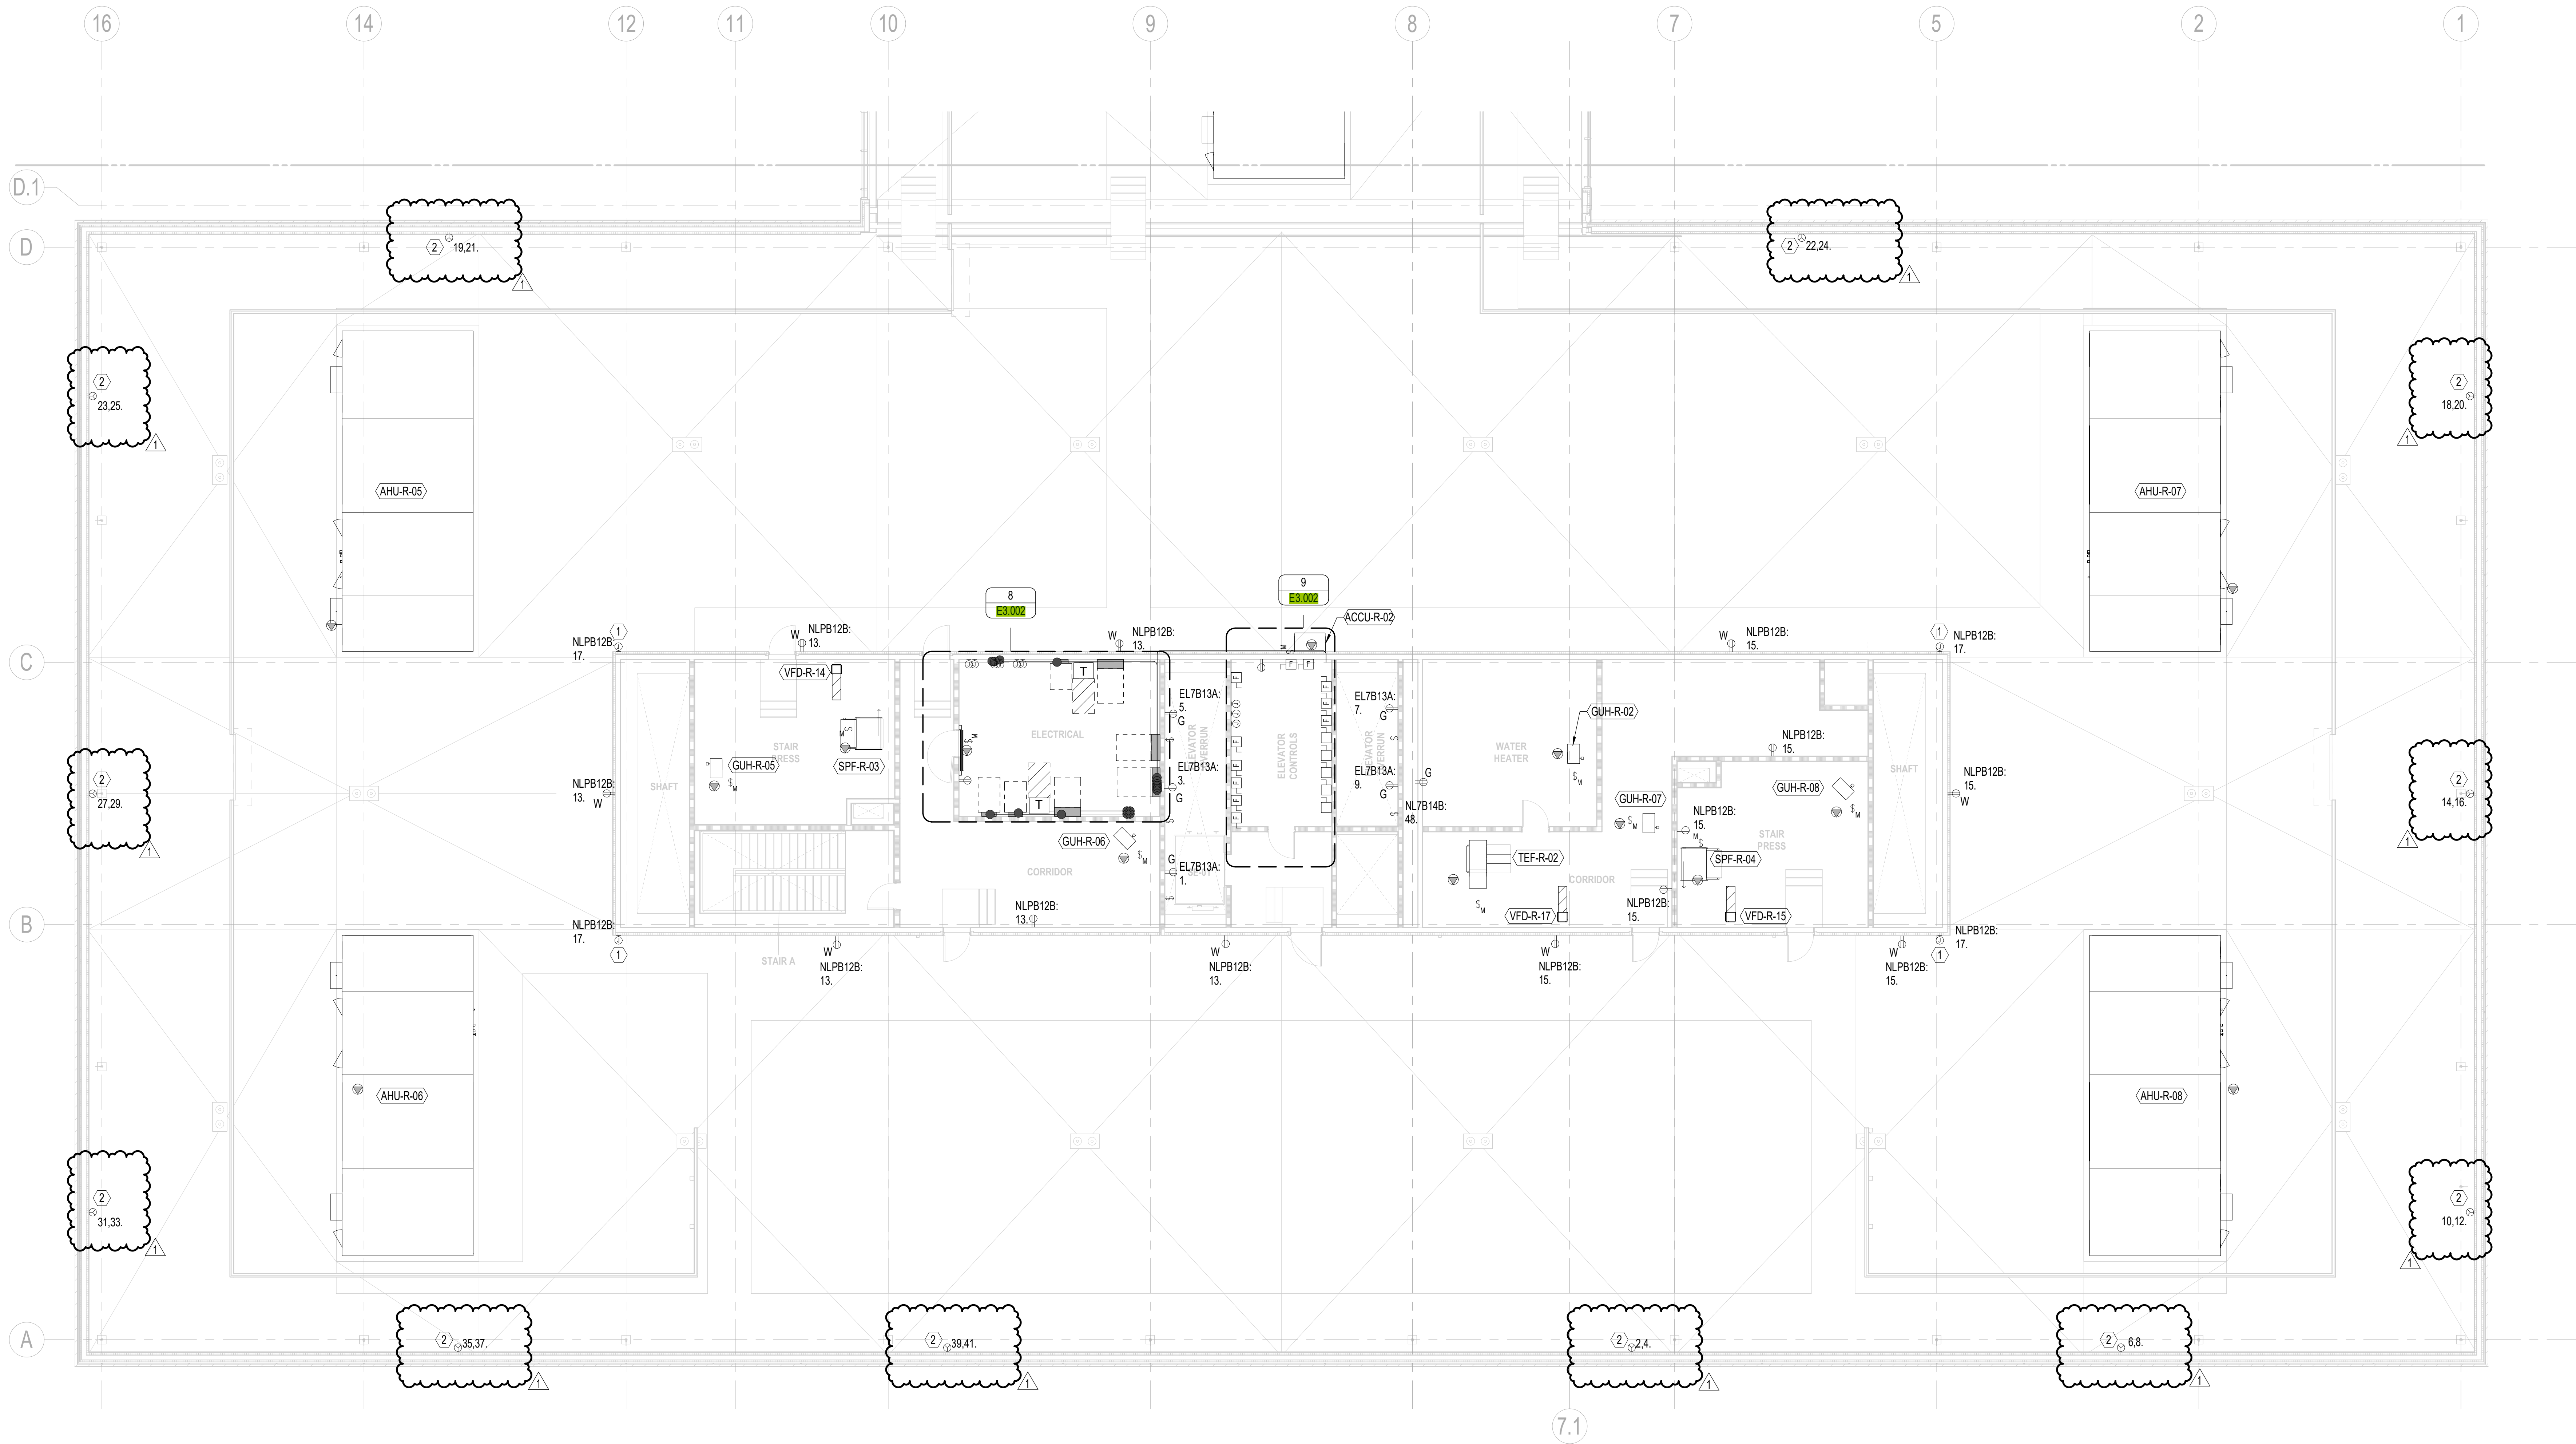 16
14
12
11
10
9
8
7
5
2
1
D.1
D
2
19,21.
1
2
22,24.
1
2
23,25.
1
2
18,20.
1
AHU-R-05
AHU-R-07
8
E3.002
9
E3.002
ACCU-R-02
C
NLPB12B:
17.
1
W
NLPB12B:
13.
W
NLPB12B:
13.
W
NLPB12B:
15.
1
NLPB12B:
17.
VFD-R-14
T
F
F
F
F
F
F
F
F
F
F
F
F
F
EL7B13A:
5.
G
EL7B13A:
7.
G
GUH-R-02
ELECTRICAL
STAIR
PRESS
ELEVATOR
OVERRUN
ELEVATOR
CONTROLS
ELEVATOR
OVERRUN
WATER
HEATER
NLPB12B:
15.
GUH-R-05
SPF-R-03
SHAFT
SHAFT
EL7B13A:
3.
G
EL7B13A:
9.
G
G
NL7B14B:
48.
NLPB12B:
13.
W
NLPB12B:
15.
W
GUH-R-07
GUH-R-08
T
NLPB12B:
15.
2
27,29.
1
2
14,16.
1
GUH-R-06
STAIR
PRESS
TEF-R-02
SPF-R-04
CORRIDOR
CORRIDOR
G
EL7B13A:
1.
B
NLPB12B:
17.
1
NLPB12B:
13.
VFD-R-17
NLPB12B:
15.
VFD-R-15
NLPB12B:
17.
1
STAIR A
W
NLPB12B:
13.
W
NLPB12B:
13.
W
NLPB12B:
15.
W
NLPB12B:
15.
AHU-R-06
AHU-R-08
2
31,33.
1
2
10,12.
1
A
2
35,37.
1
2
39,41.
1
2
2,4.
1
2
6,8.
1
7.1